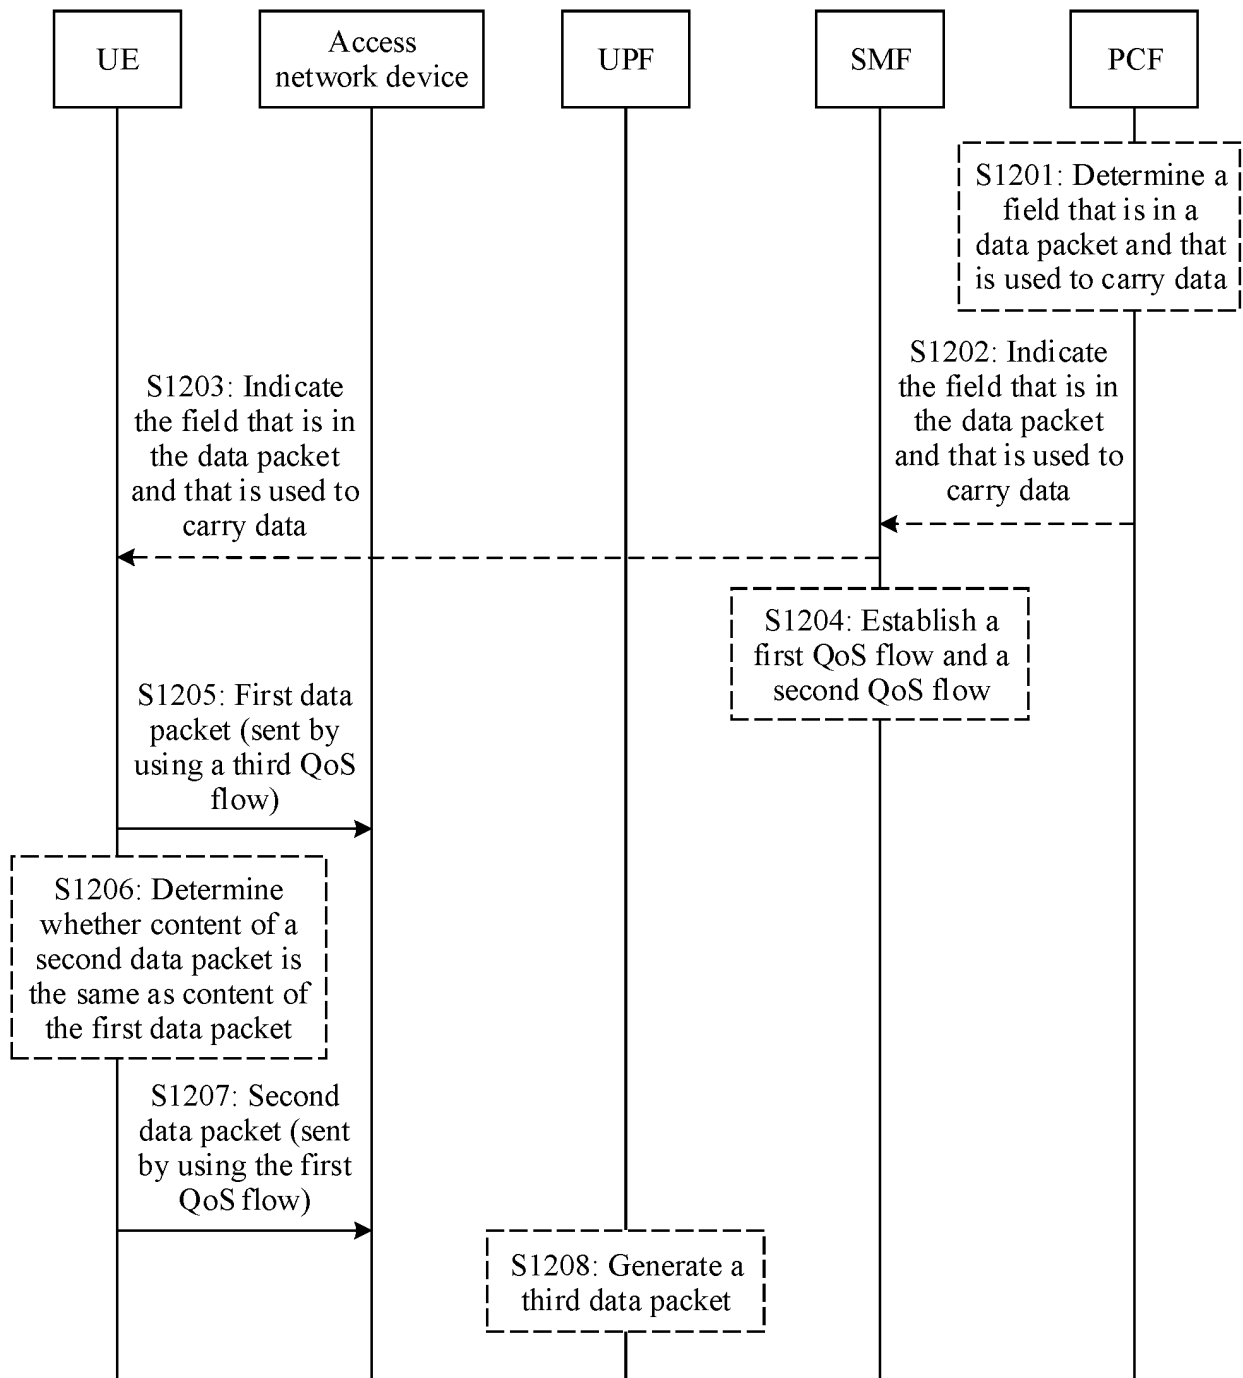 UE
Access
network device
UPF
SMF
PCF
S1201: Determine a
field that is in a
data packet and that
is used to carry data
S1202: Indicate
the field that is in
the data packet
and that is used to
carry data
S1203: Indicate
the field that is in
the data packet
and that is used to
carry data
S1204: Establish a
first QoS flow and a
second QoS flow
S1205: First data
packet (sent by
using a third QoS
flow)
S1206: Determine
whether content of a
second data packet is
the same as content of
the first data packet
S1207: Second
data packet (sent
by using the first
QoS flow)
S1208: Generate a
third data packet